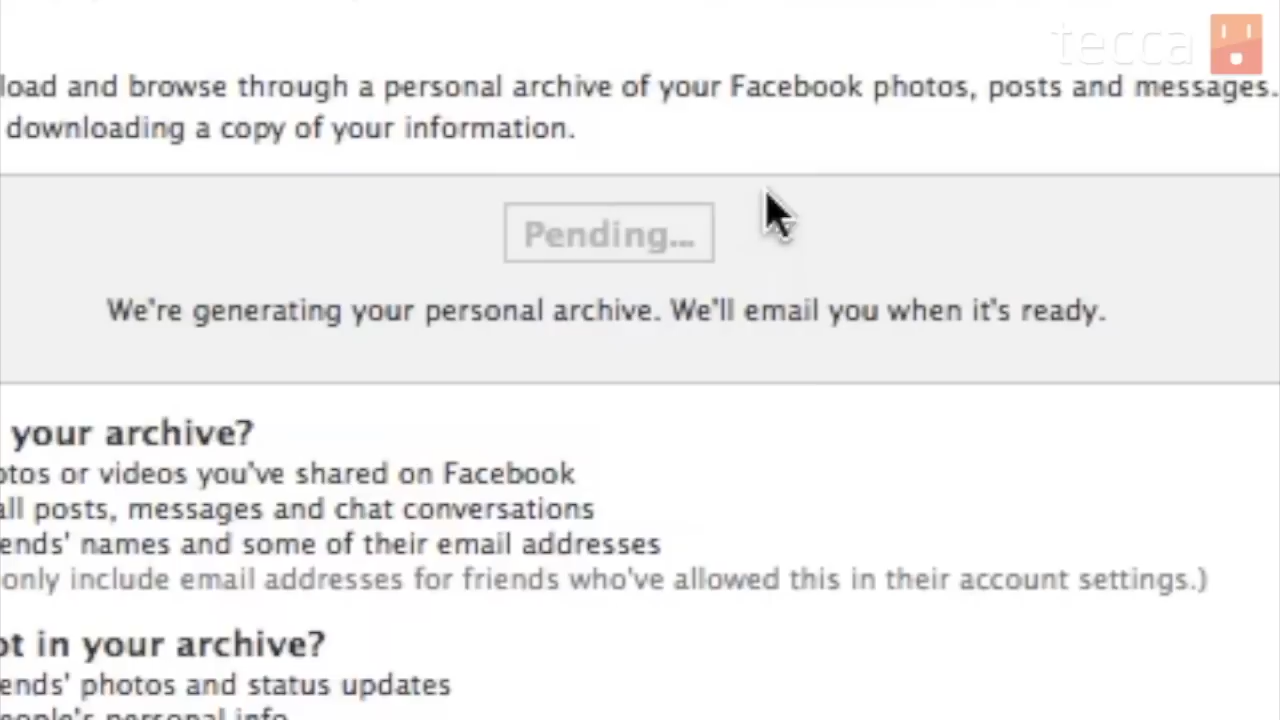 tecca
load and browse through a personal archive of your Facebook photos, posts and messages.
downloading a copy of your information.
Pending...
We're generating your personal archive. We'll email you when it's ready.
your archive?
otos or videos you've shared on Facebook
all posts, messages and chat conversations
ends' names and some of their email addresses
only include email addresses for friends who've allowed this in their account settings.)
ot in your archive?
ends' photos and status updates
eople's personal info